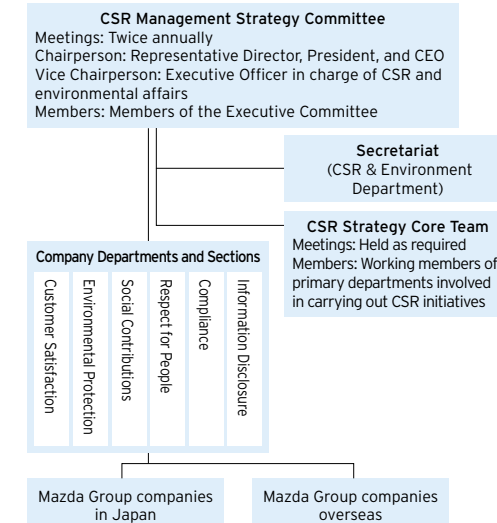 CSR Management Strategy Committee
Meetings: Twice annually
Chairperson: Representative Director, President, and CEO
Vice Chairperson: Executive Officer in charge of CSR and
environmental affairs
Members: Members of the Executive Committee
Secretariat
(CSR & Environment
Department)
CSR Strategy Core Team
Meetings: Held as required
Members: Working members of
primary departments involved
in carrying out CSR initiatives
Company Departments and Sections
Customer Satisfaction
Environmental Protection
Social Contributions
Respect for People
Compliance
Information Disclosure
Mazda Group companies
in Japan
Mazda Group companies
overseas